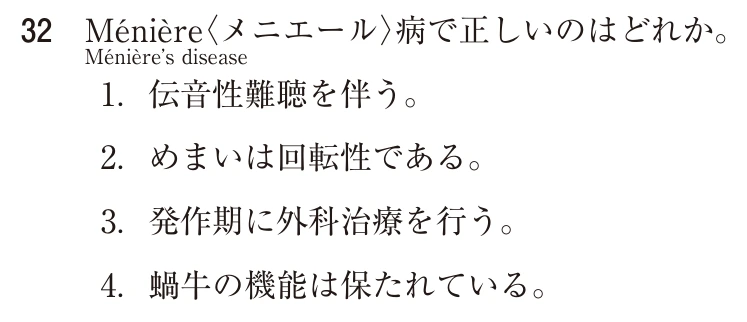 32 Ménière〈メニエール〉病で正しいのはどれか。
Ménière's disease
1. 伝音性難聴を伴う。
2. めまいは回転性である。
3. 発作期に外科治療を行う。
4. 蝸牛の機能は保たれている。